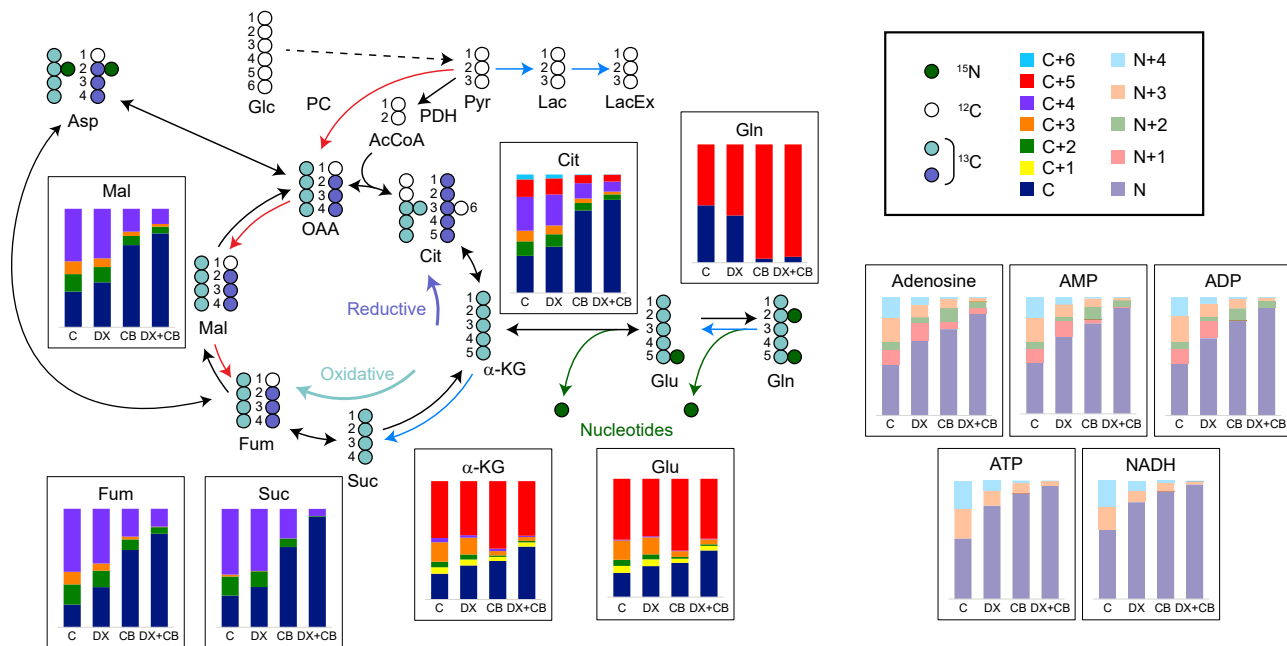 1
2
3
4
5
6
Glc
1
2
3
Pyr
1
2
3
Lac
1
2
3
LacEx
1
2
3
4
Asp
PC
PDH
1
2
AcCoA
1
2
3
4
OAA
1
2
3
4
5
6
Cit
Mal
C DX CB DX+CB
Cit
C DX CB DX+CB
Gln
C DX CB DX+CB
1
2
3
4
Mal
Reductive
Oxidative
1
2
3
4
5
α-KG
1
2
3
4
5
Glu
1
2
3
4
5
Gln
Nucleotides
1
2
3
4
Fum
1
2
3
4
Suc
Fum
C DX CB DX+CB
Suc
C DX CB DX+CB
α-KG
C DX CB DX+CB
Glu
C DX CB DX+CB
15N
12C
13C
C+6
C+5
C+4
C+3
C+2
C+1
C
N+4
N+3
N+2
N+1
N
Adenosine
C DX CB DX+CB
AMP
C DX CB DX+CB
ADP
C DX CB DX+CB
ATP
C DX CB DX+CB
NADH
C DX CB DX+CB